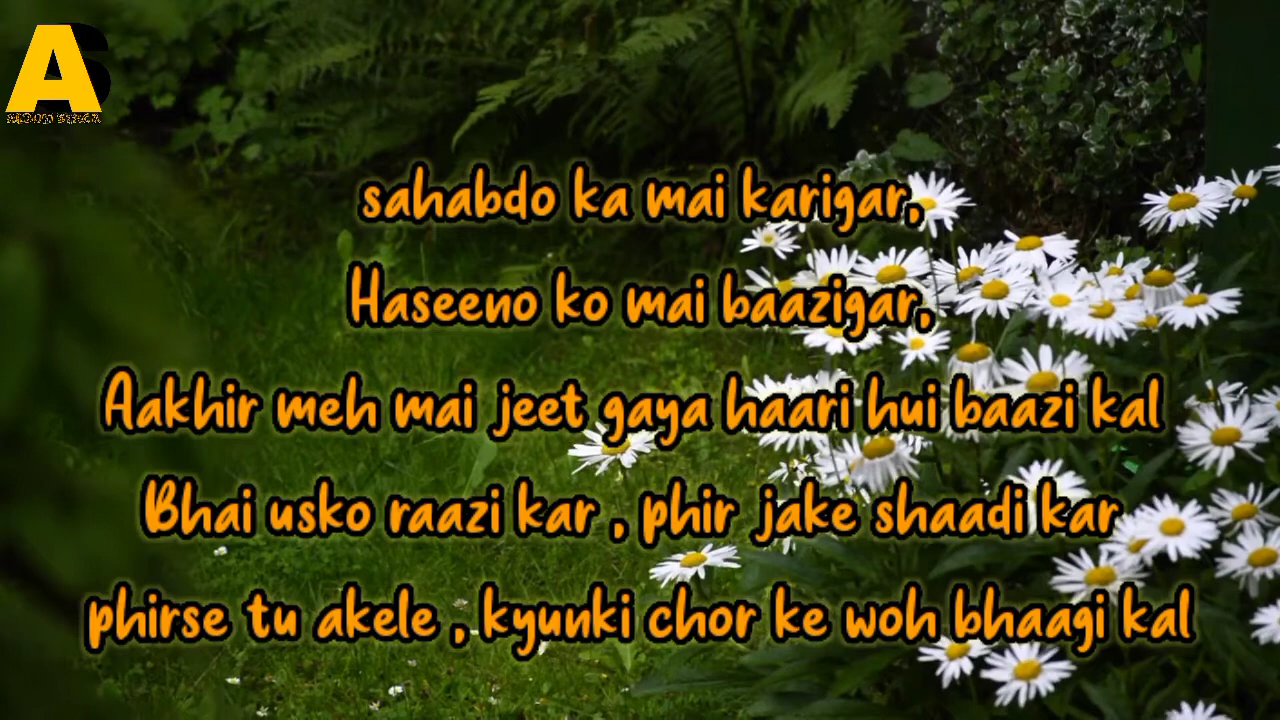 A
sahabdo ka mai karigar,
Haseeno ko mai baazigar,
Aakhir meh mai jeet gaya haari hui baazi kal
Bhai usko raazi kar , phir jake shaadi kar
phirse tu akele , kyunki chor ke woh bhaagi kal